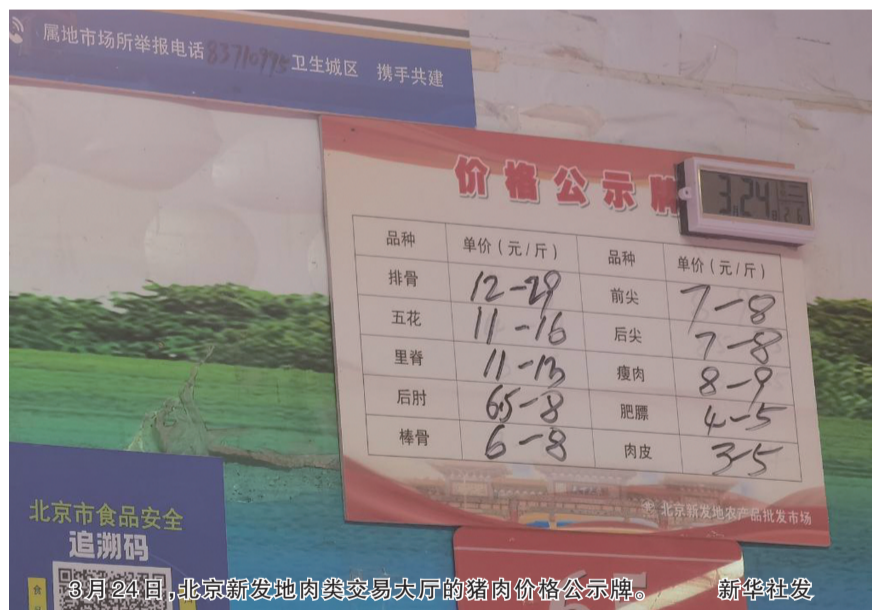 属地市场所举报电话83710995卫生城区 携手共建
价格公示牌
3 24
品种 单价(元/斤) 品种 单价(元/斤)
排骨 12-29 前尖 7-8
五花 11-16 后尖 7-8
里脊 11-13 瘦肉 8-9
后肘 6.5-8 肥膘 4-5
棒骨 6-8 肉皮 3-5
北京新发地农产品批发市场
北京市食品安全
追溯码
3月24日,北京新发地肉类交易大厅的猪肉价格公示牌。 新华社发